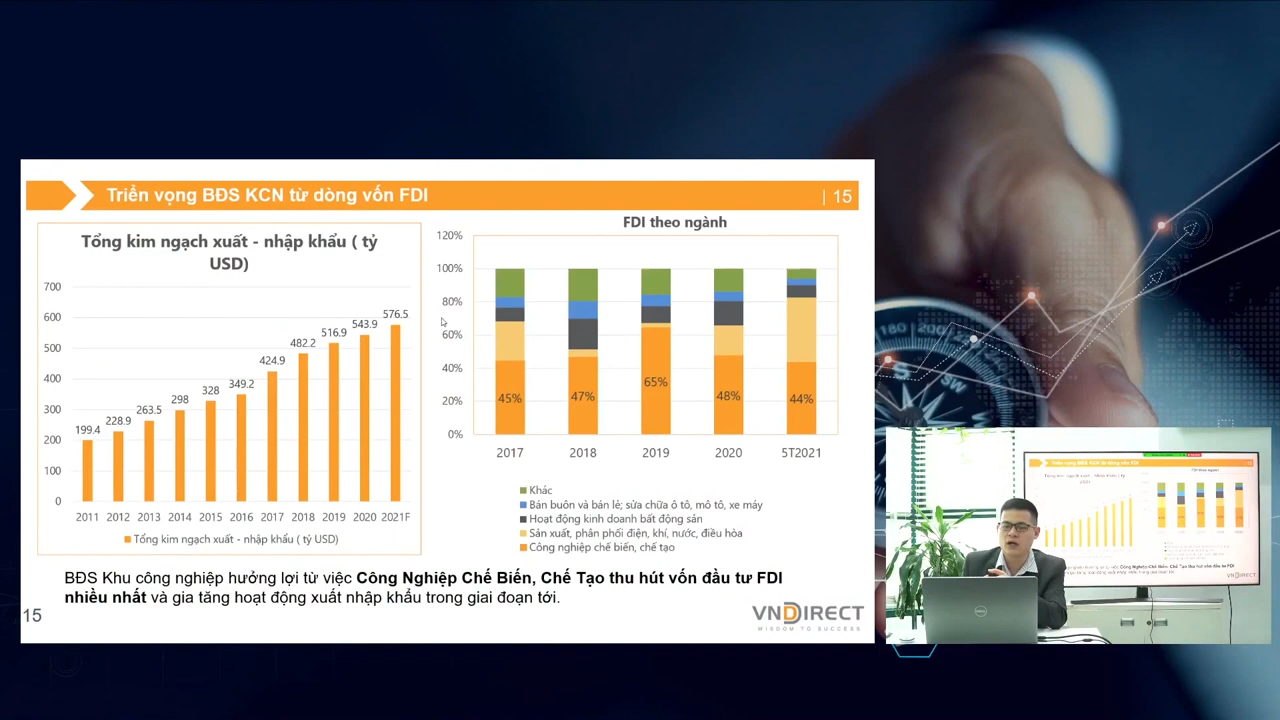 Triển vọng BĐS KCN từ dòng vốn FDI
| 15
Tổng kim ngạch xuất - nhập khẩu ( tỷ
USD)
700
600
500
400
300
200
100
0
199.4
228.9
263.5
298
328
349.2
424.9
482.2
516.9
543.9
576.5
2011 2012 2013 2014 2015 2016 2017 2018 2019 2020 2021F
Tổng kim ngạch xuất - nhập khẩu ( tỷ USD)
FDI theo ngành
120%
100%
80%
60%
40%
20%
0%
45%
47%
65%
48%
44%
2017 2018 2019 2020 5T2021
Khác
Bán buôn và bán lẻ; sửa chữa ô tô, mô tô, xe máy
Hoạt động kinh doanh bất động sản
Sản xuất, phân phối điện, khí, nước, điều hòa
Công nghiệp chế biến, chế tạo
BĐS Khu công nghiệp hưởng lợi từ việc Công Nghiệp Chế Biến, Chế Tạo thu hút vốn đầu tư FDI
nhiều nhất và gia tăng hoạt động xuất nhập khẩu trong giai đoạn tới.
15
VNDIRECT
WISDOM TO SUCCESS
180
200
SW
S